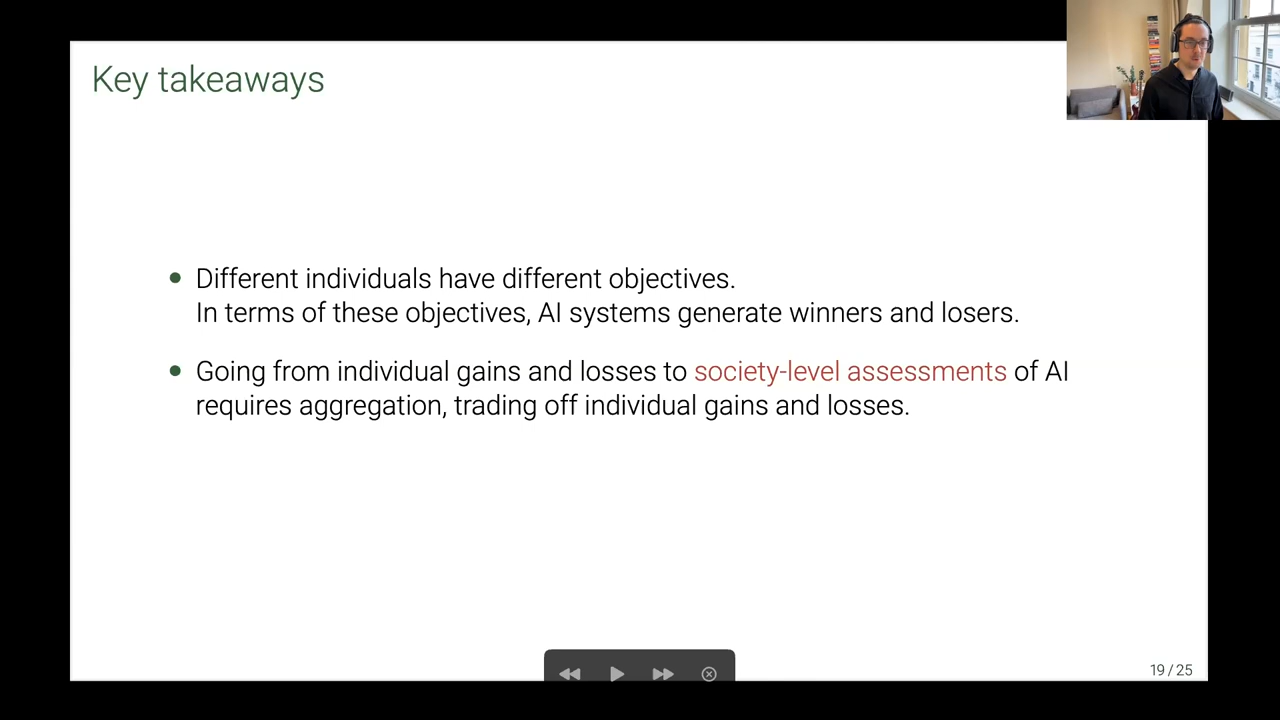 Key takeaways
Different individuals have different objectives.
In terms of these objectives, AI systems generate winners and losers.
Going from individual gains and losses to society-level assessments of AI
requires aggregation, trading off individual gains and losses.
19 / 25